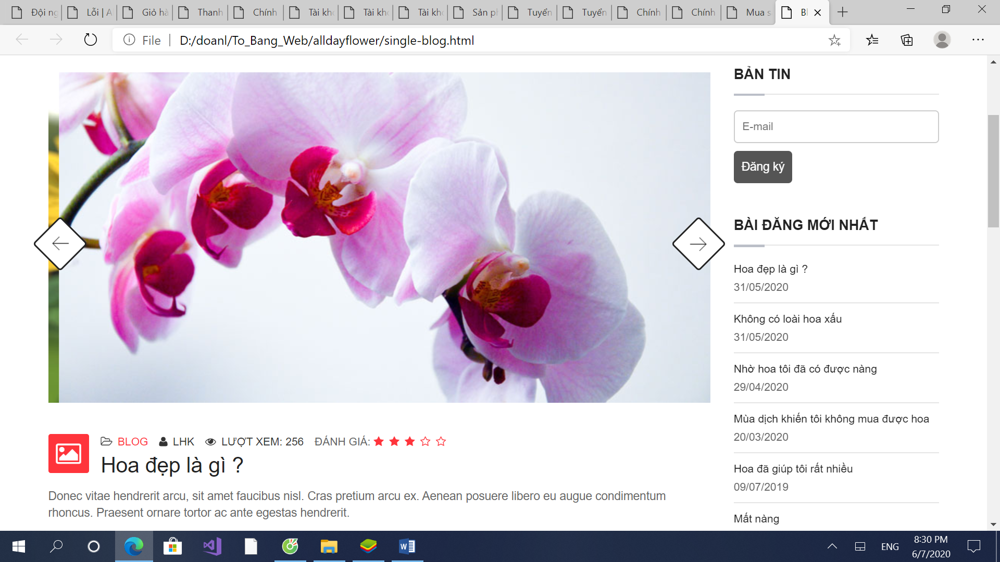 Đội ng
Lỗi | A
Giỏ hà
Thanh
Chính
Tài kho
Tài kho
Tài kho
Sản ph
Tuyển
Tuyển
Chính
Chính
Mua s
Bl
File
D:/doanl/To_Bang_Web/alldayflower/single-blog.html
BLOG LHK LƯỢT XEM: 256 ĐÁNH GIÁ:
Hoa đẹp là gì ?
Donec vitae hendrerit arcu, sit amet faucibus nisl. Cras pretium arcu ex. Aenean posuere libero eu augue condimentum
rhoncus. Praesent ornare tortor ac ante egestas hendrerit.
BẢN TIN
E-mail
Đăng ký
BÀI ĐĂNG MỚI NHẤT
Hoa đẹp là gì ?
31/05/2020
Không có loài hoa xấu
31/05/2020
Nhờ hoa tôi đã có được nàng
29/04/2020
Mùa dịch khiến tôi không mua được hoa
20/03/2020
Hoa đã giúp tôi rất nhiều
09/07/2019
Mất nàng
ENG
8:30 PM
6/7/2020